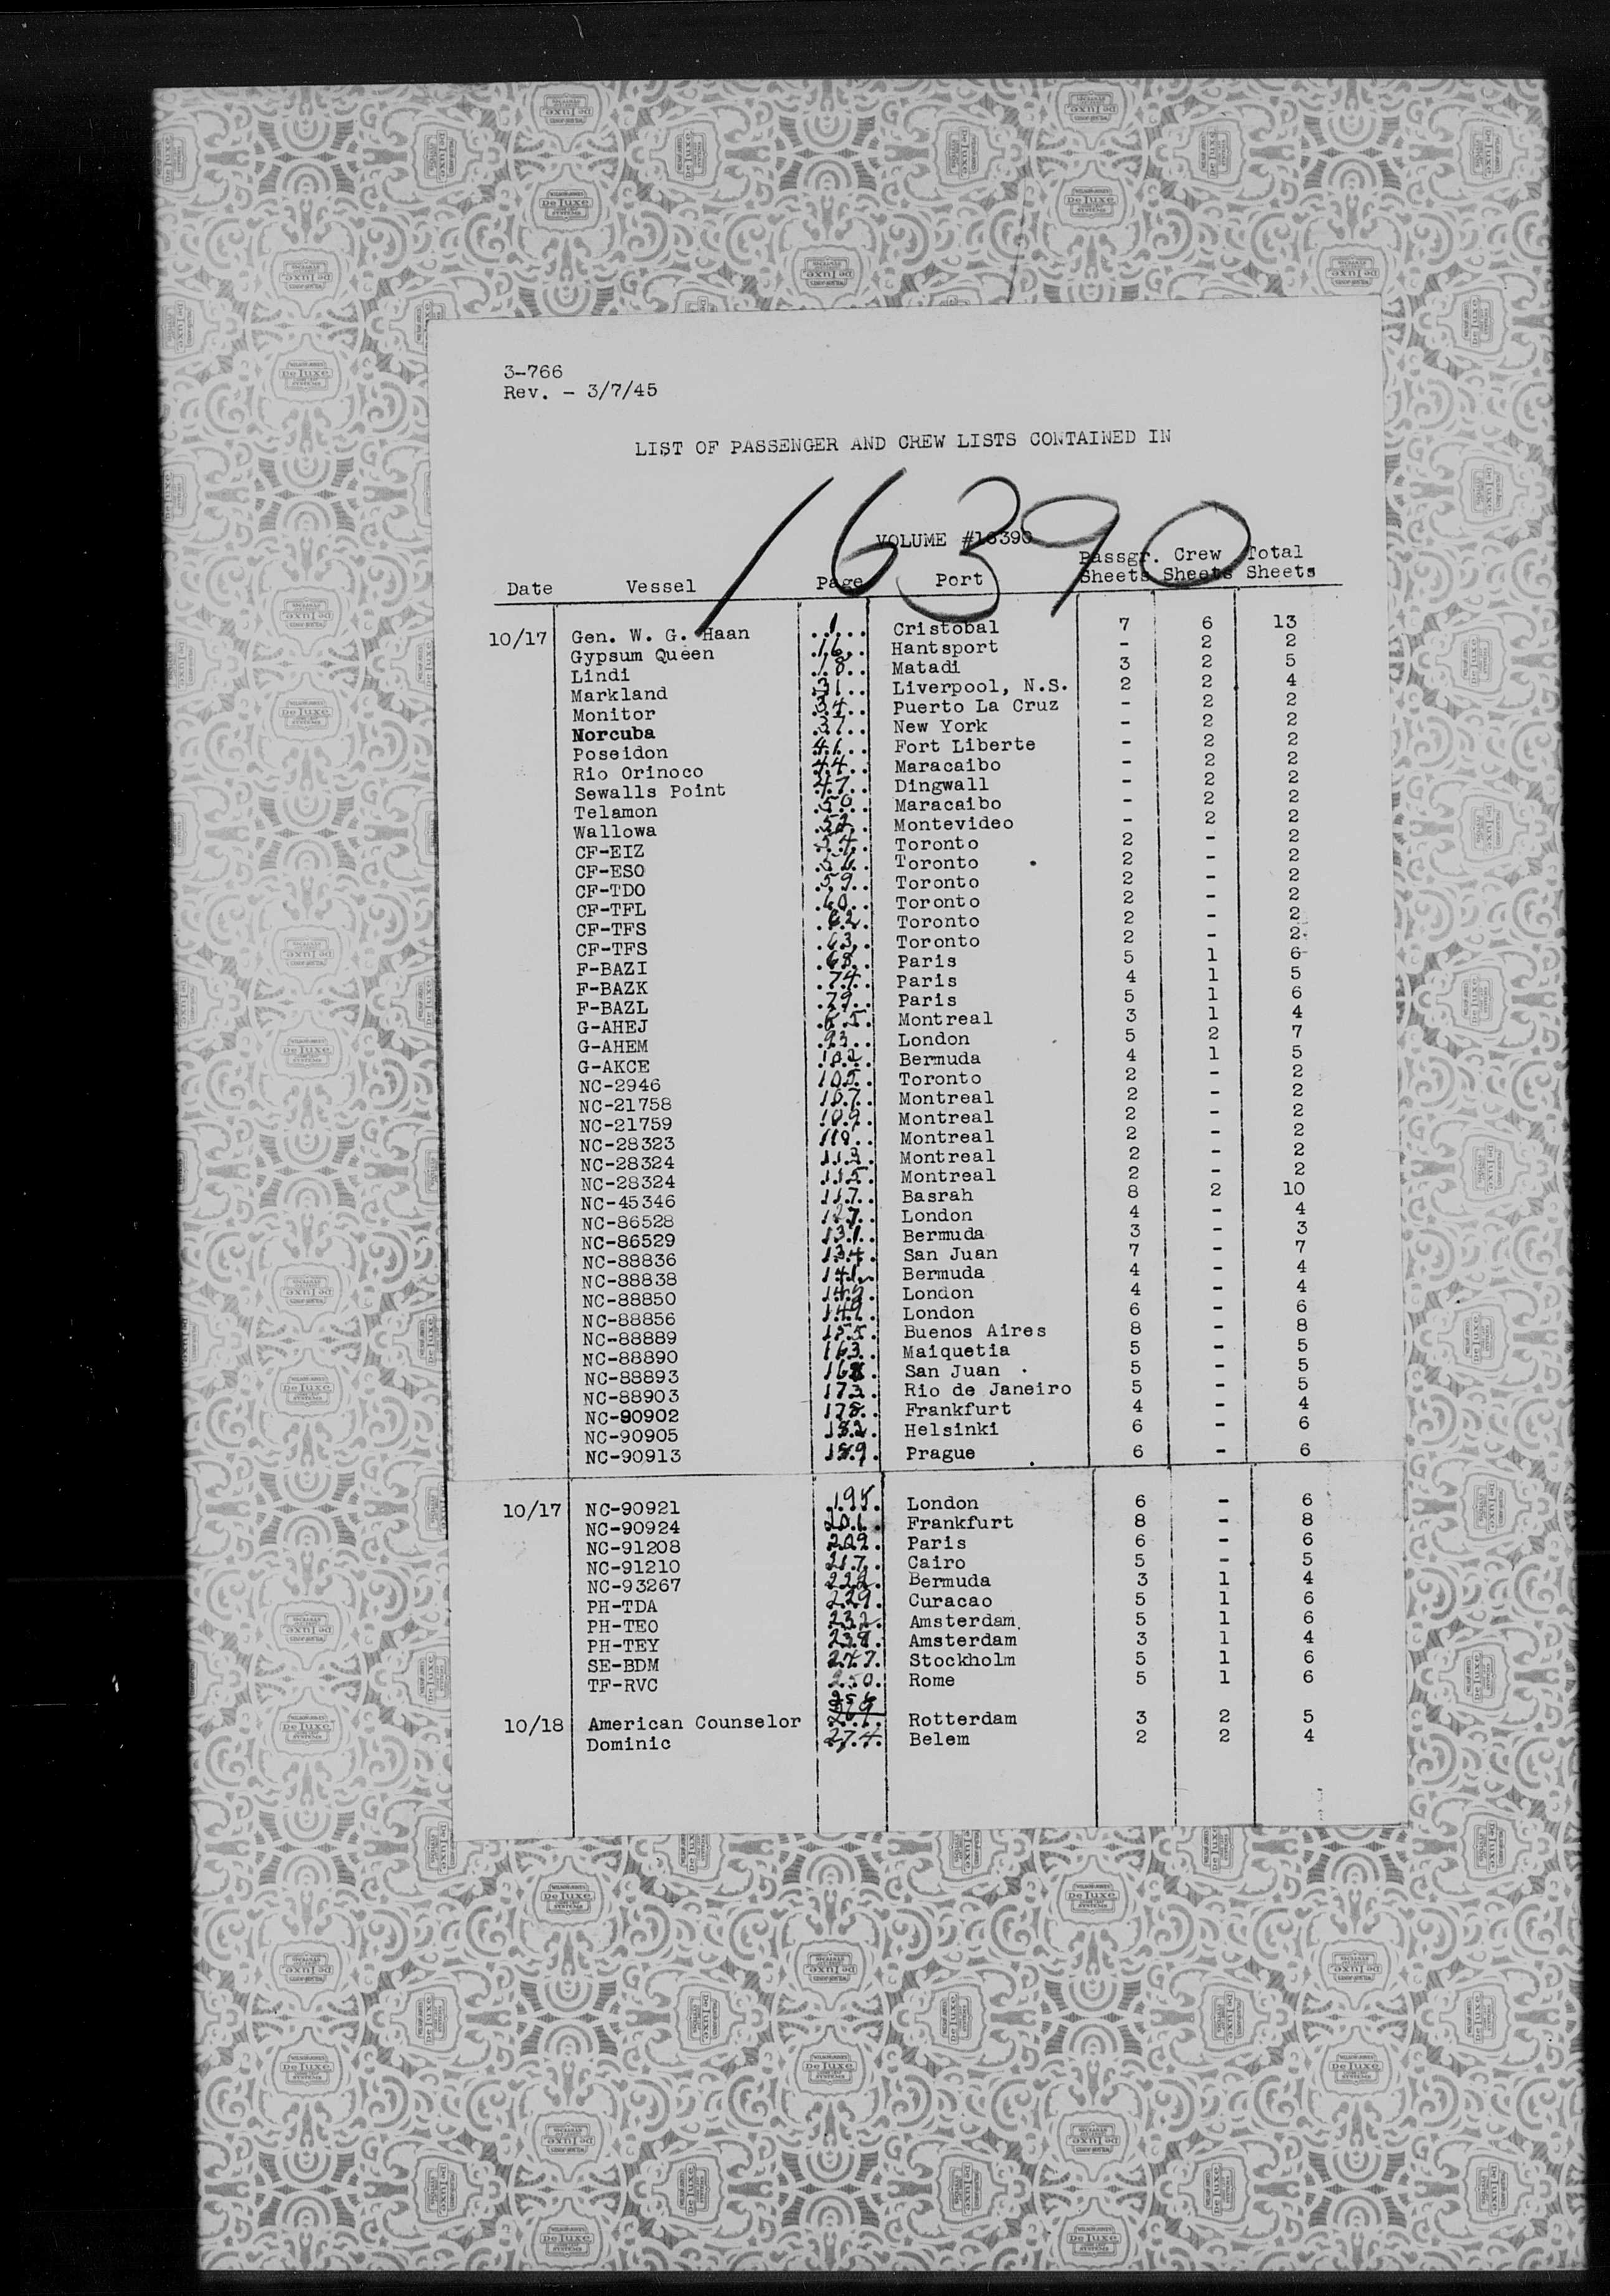 3-766
Rev. - 3/7/45
LIST OF PASSENGER AND CREW LISTS CONTAINED IN
16390
VOLUME #16390
Date Vessel Page Port Passgr. Sheets Crew Sheets Total Sheets
10/17 Gen. W. G. Haan 1 Cristobal 7 6 13
Gypsum Queen 16 Hantsport - 2 2
Lindi 18 Matadi 3 2 5
Markland 31 Liverpool, N.S. 2 2 4
Monitor 34 Puerto La Cruz - 2 2
Norcuba 37 New York - 2 2
Poseidon 41 Fort Liberte - 2 2
Rio Orinoco 44 Maracaibo - 2 2
Sewalls Point 47 Dingwall - 2 2
Telamon 50 Maracaibo - 2 2
Wallowa 52 Montevideo - 2 2
CF-EIZ 54 Toronto 2 - 2
CF-ESO 56 Toronto 2 - 2
CF-TDO 59 Toronto 2 - 2
CF-TFL 60 Toronto 2 - 2
CF-TFS 62 Toronto 2 - 2
CF-TFS 63 Toronto 2 - 2
F-BAZI 68 Paris 5 1 6
F-BAZK 74 Paris 4 1 5
F-BAZL 79 Paris 5 1 6
G-AHEJ Montreal 3 1 4
G-AHEM 93 London 5 2 7
G-AKCE 102 Bermuda 4 1 5
NC-2946 105 Toronto 2 - 2
NC-21758 107 Montreal 2 - 2
NC-21759 109 Montreal 2 - 2
NC-28323 110 Montreal 2 - 2
NC-28324 113 Montreal 2 - 2
NC-28324 115 Montreal 2 - 2
NC-45346 117 Basrah 8 2 10
NC-86528 127 London 4 - 4
NC-86529 131 Bermuda 3 - 3
NC-88836 134 San Juan 7 - 7
NC-88838 141 Bermuda 4 - 4
NC-88850 London 4 - 4
NC-88856 149 London 6 - 6
NC-88889 155 Buenos Aires 8 - 8
NC-88890 163 Maiquetia 5 - 5
NC-88893 168 San Juan 5 - 5
NC-88903 173 Rio de Janeiro 5 - 5
NC-90902 178 Frankfurt 4 - 4
NC-90905 182 Helsinki 6 - 6
NC-90913 189 Prague 6 - 6
10/17 NC-90921 195 London 6 - 6
NC-90924 201 Frankfurt 8 - 8
NC-91208 209 Paris 6 - 6
NC-91210 217 Cairo 5 - 5
NC-93267 222 Bermuda 3 1 4
PH-TDA 229 Curacao 5 1 6
PH-TEO 232 Amsterdam 5 1 6
PH-TEY 238 Amsterdam 3 1 4
SE-BDM 247 Stockholm 5 1 6
TF-RVC 250 Rome 5 1 6
256
10/18 American Counselor 269 Rotterdam 3 2 5
Dominic 274 Belem 2 2 4